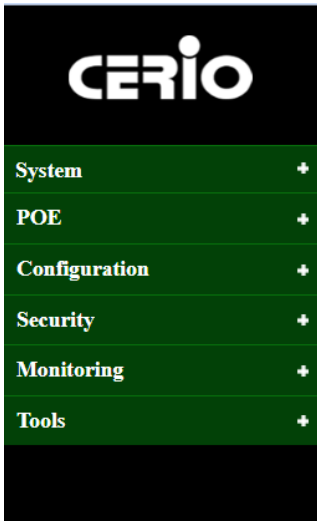 CERIO
System
POE
Configuration
Security
Monitoring
Tools